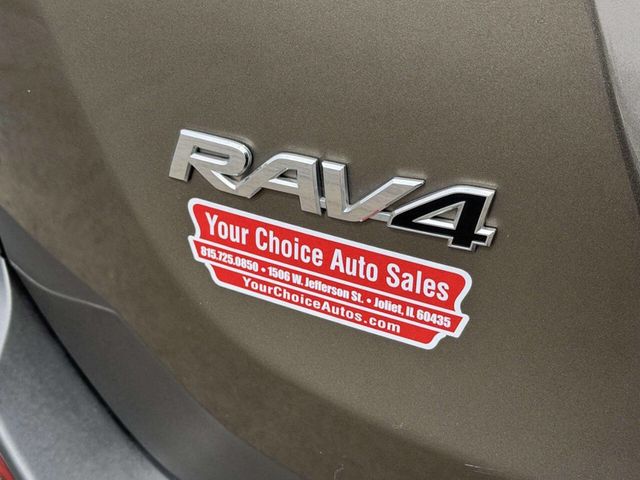 RAV4
Your Choice Auto Sales
815.725.0850 • 1506 W. Jefferson St. • Joliet, IL 60435
YourChoiceAutos.com